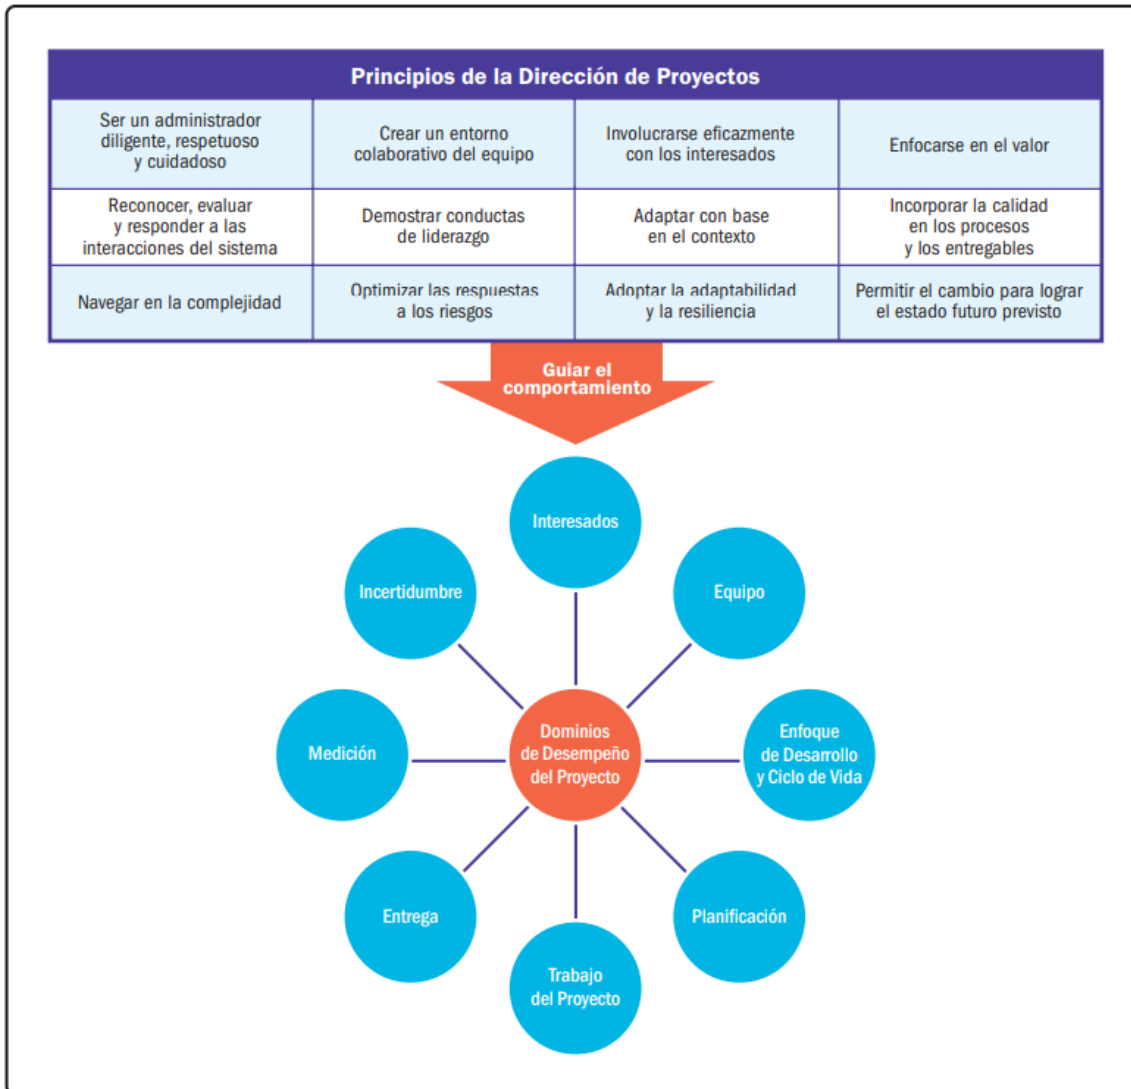 Principios de la Dirección de Proyectos
Ser un administrador
diligente, respetuoso
y cuidadoso
Crear un entorno
colaborativo del equipo
Involucrarse eficazmente
con los interesados
Enfocarse en el valor
Reconocer, evaluar
y responder a las
interacciones del sistema
Demostrar conductas
de liderazgo
Adaptar con base
en el contexto
Incorporar la calidad
en los procesos
y los entregables
Navegar en la complejidad
Optimizar las respuestas
a los riesgos
Adoptar la adaptabilidad
y la resiliencia
Permitir el cambio para lograr
el estado futuro previsto
Guiar el
comportamiento
Interesados
Incertidumbre
Equipo
Medición
Dominios
de Desempeño
del Proyecto
Enfoque
de Desarrollo
y Ciclo de Vida
Entrega
Planificación
Trabajo
del Proyecto